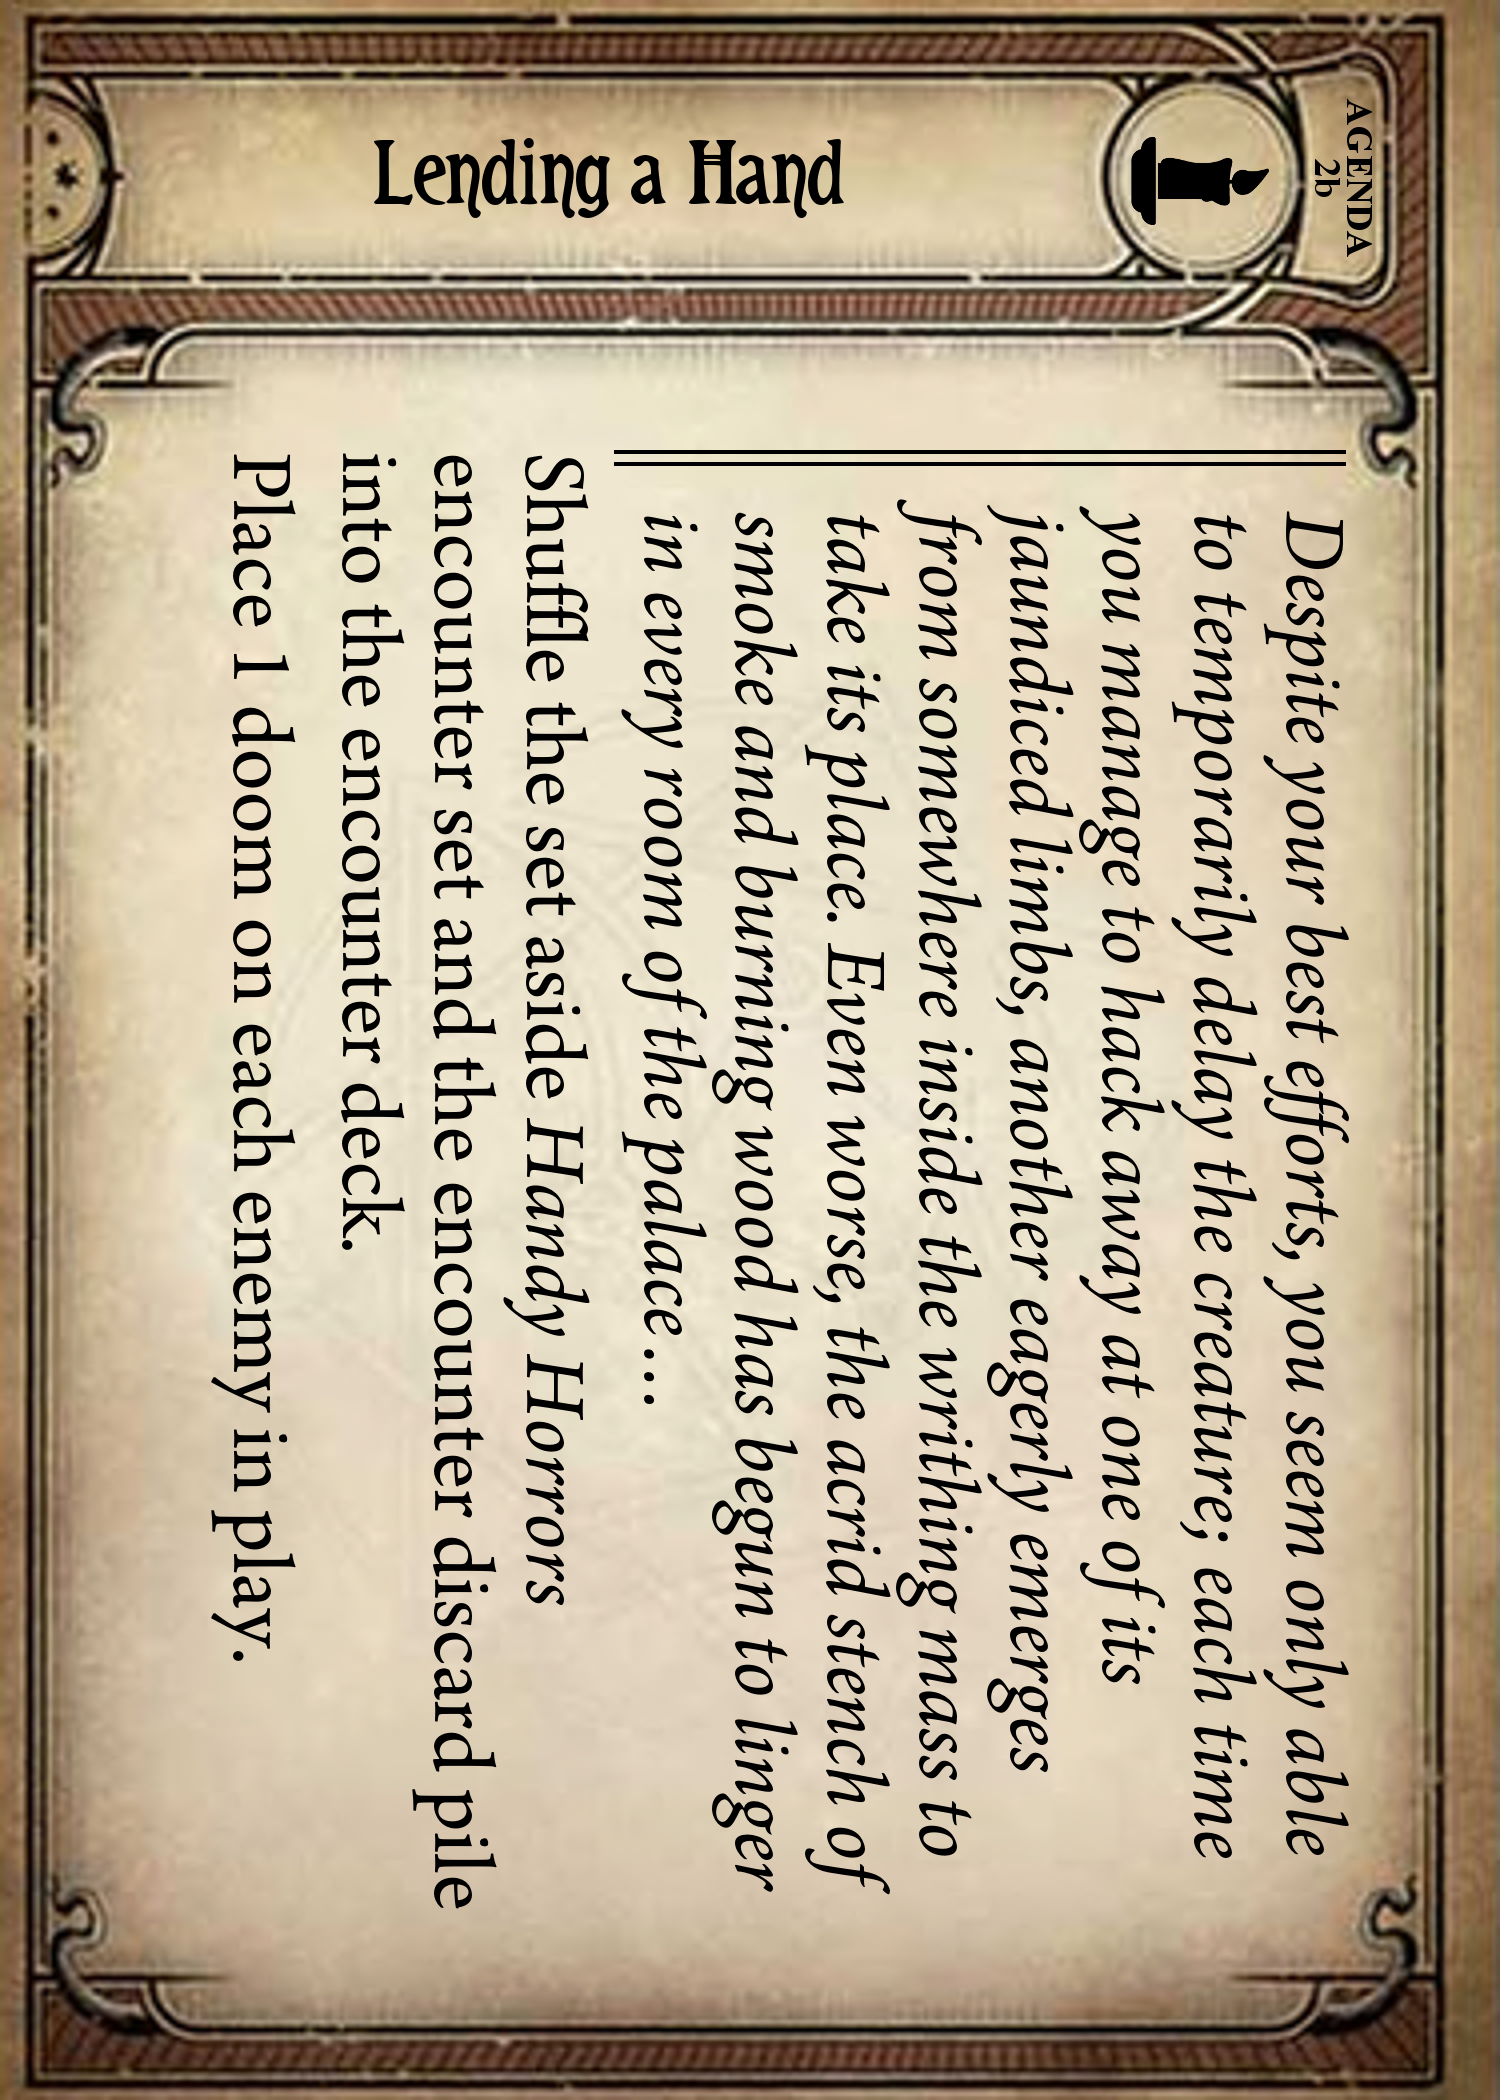 AGENDA
2b
Lending a Hand
Despite your best efforts, you seem only able
to temporarily delay the creature; each time
you manage to hack away at one of its
jaundiced limbs, another eagerly emerges
from somewhere inside the writhing mass to
take its place. Even worse, the acrid stench of
smoke and burning wood has begun to linger
in every room of the palace…
Shuffle the set aside Handy Horrors
encounter set and the encounter discard pile
into the encounter deck.
Place 1 doom on each enemy in play.